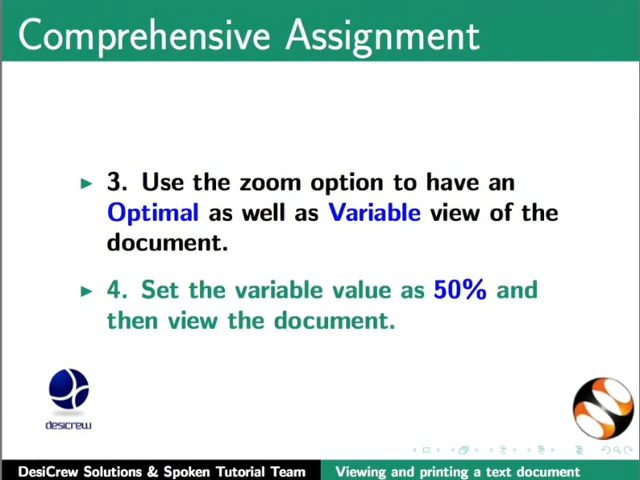 Comprehensive Assignment
3. Use the zoom option to have an
Optimal as well as Variable view of the
document.
4. Set the variable value as 50% and
then view the document.
desicrew
DesiCrew Solutions & Spoken Tutorial Team
Viewing and printing a text document